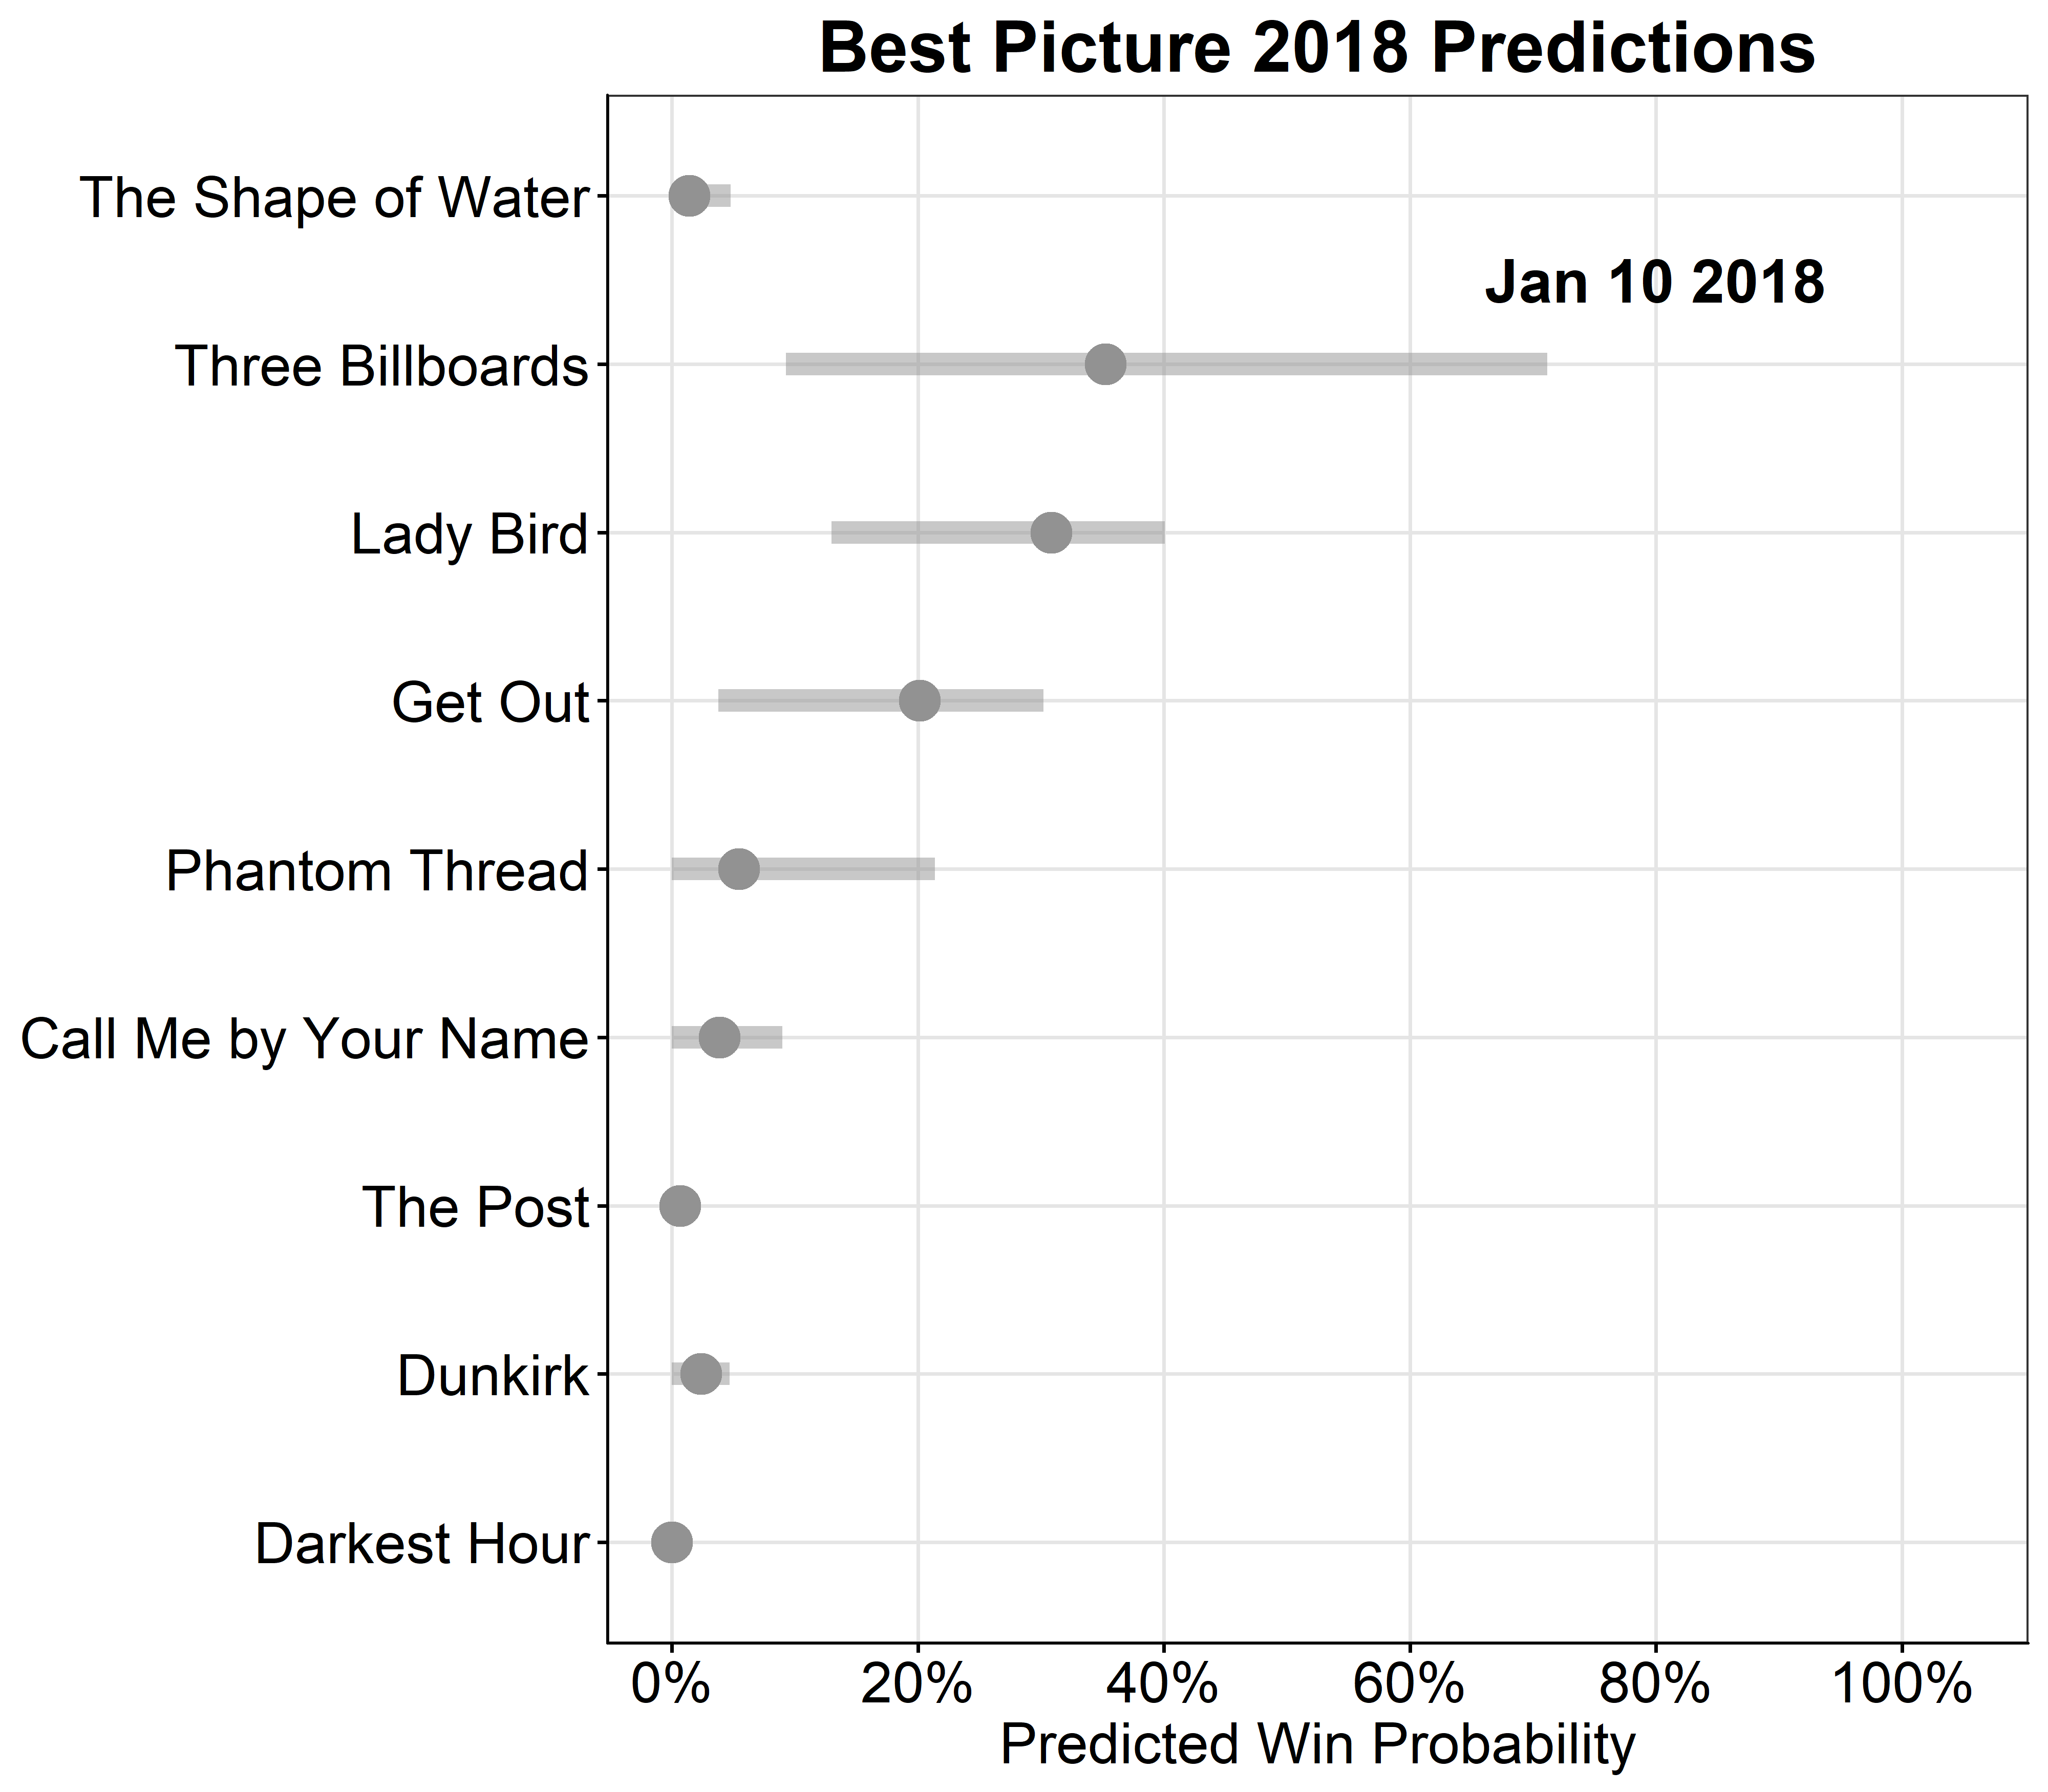 Best Picture 2018 Predictions
The Shape of Water
Jan 10 2018
Three Billboards
Lady Bird
Get Out
Phantom Thread
Call Me by Your Name
The Post
Dunkirk
Darkest Hour
0% 20% 40% 60% 80% 100%
Predicted Win Probability